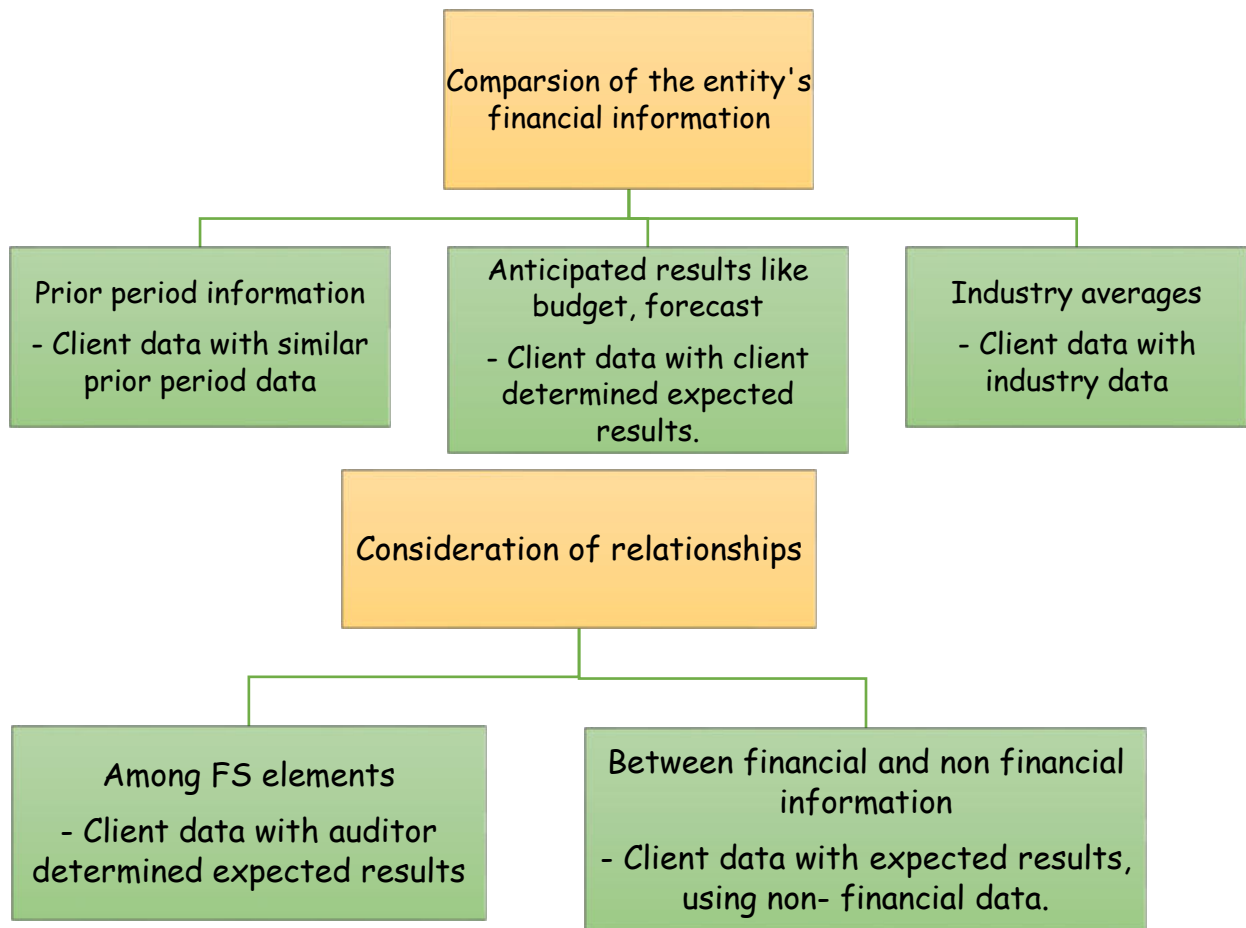 Comparsion of the entity's
financial information
Prior period information
- Client data with similar
prior period data
Anticipated results like
budget, forecast
- Client data with client
determined expected
results.
Industry averages
- Client data with
industry data
Consideration of relationships
Among FS elements
- Client data with auditor
determined expected results
Between financial and non financial
information
- Client data with expected results,
using non- financial data.